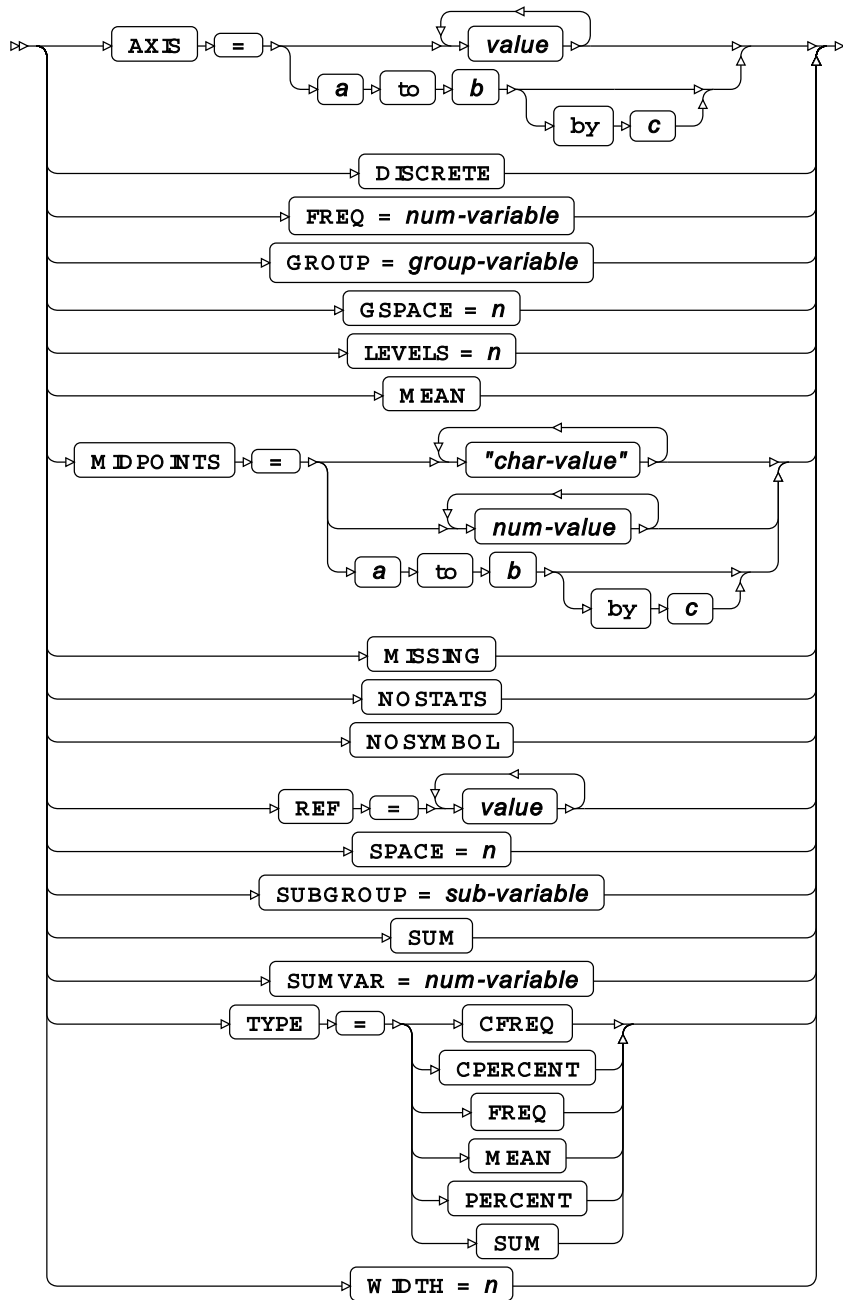 AXIS = value
a to b
by c
DISCRETE
FREQ = num-variable
GROUP = group-variable
GSPACE = n
LEVELS = n
MEAN
MIDPOINTS = "char-value"
num-value
a to b
by c
MISSING
NOSTATS
NOSYMBOL
REF = value
SPACE = n
SUBGROUP = sub-variable
SUM
SUMVAR = num-variable
TYPE = CFREQ
CPERCENT
FREQ
MEAN
PERCENT
SUM
WIDTH = n